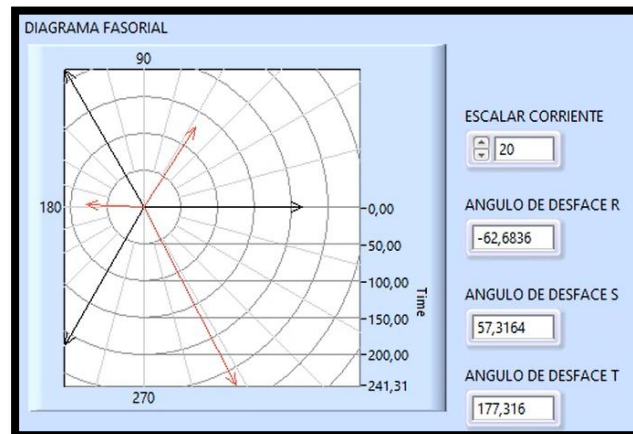 DIAGRAMA FASORIAL
90
180
0,00
50,00
100,00
150,00
200,00
241,31
Time
270
ESCALAR CORRIENTE
20
ANGULO DE DESFACE R
-62,6836
ANGULO DE DESFACE S
57,3164
ANGULO DE DESFACE T
177,316